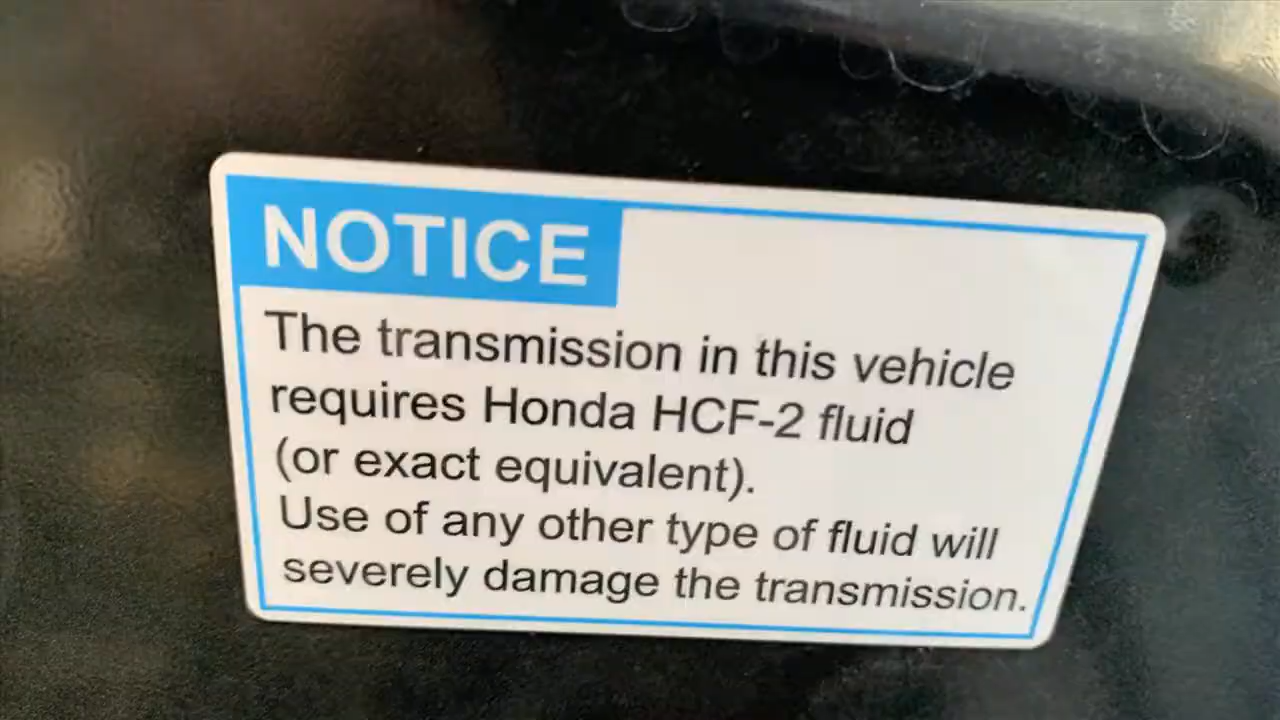 NOTICE
The transmission in this vehicle
requires Honda HCF-2 fluid
(or exact equivalent).
Use of any other type of fluid will
severely damage the transmission.